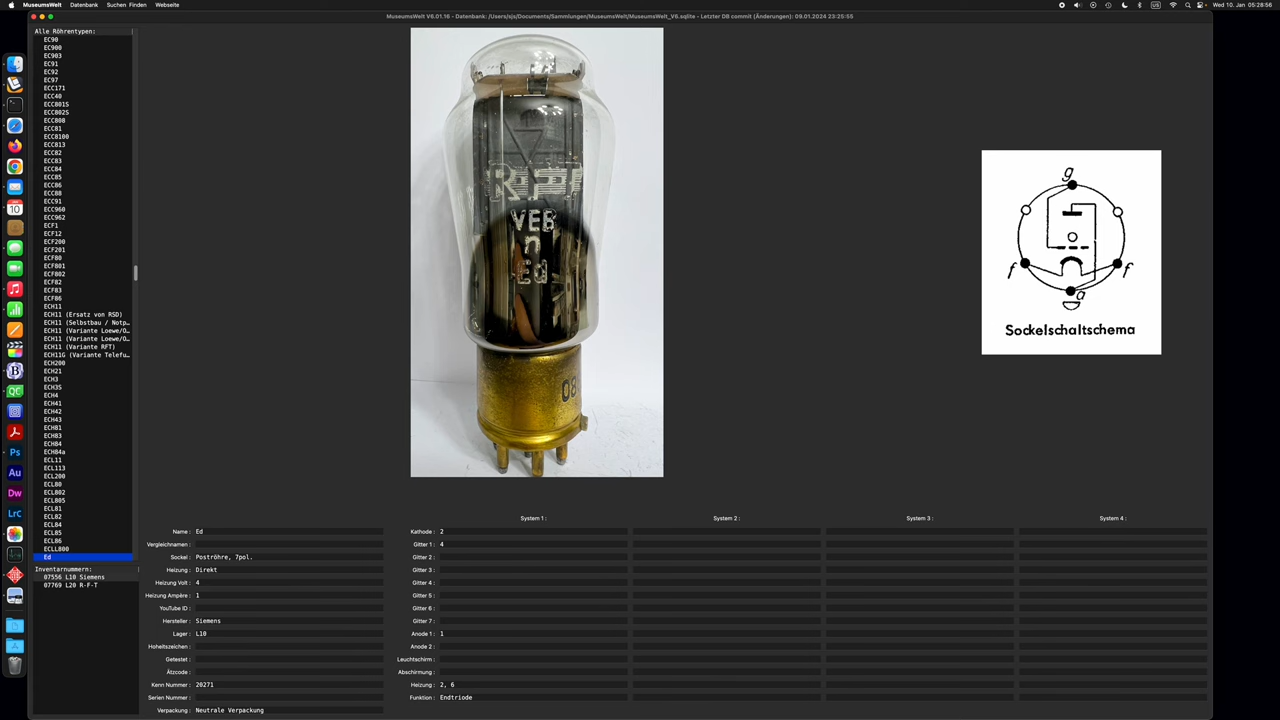 MuseumsWelt Datenbank Suchen Finden Webseite
US
Wed 10. Jan. 05:28:56
MuseumsWelt V6.01.16 - Datenbank: /Users/sjs/Documents/Sammlungen/MuseumsWelt/MuseumsWelt_V6.sqlite - Letzter DB commit (Änderungen): 09.01.2024 23:25:55
Alle Röhrentypen:
EC90
EC900
EC903
EC91
EC92
EC97
ECC171
ECC40
ECC801S
ECC802S
ECC808
ECC81
ECC8100
ECC813
ECC82
ECC83
ECC84
ECC85
ECC86
ECC88
ECC91
ECC960
ECC962
ECF1
ECF12
ECF200
ECF201
ECF80
ECF801
ECF802
ECF82
ECF83
ECF86
ECH11
ECH11 (Ersatz von RSD)
ECH11 (Selbstbau / Notp…
ECH11 (Variante Loewe/O…
ECH11 (Variante Loewe/O…
ECH11 (Variante RFT)
ECH11G (Variante Telefu…
ECH200
ECH21
ECH3
ECH35
ECH4
ECH41
ECH42
ECH43
ECH81
ECH83
ECH84
ECH84a
ECL11
ECL113
ECL200
ECL80
ECL802
ECL805
ECL81
ECL82
ECL84
ECL85
ECL86
ECLL800
Ed
Inventarnummern:
07556 L10 Siemens
07769 L20 R-F-T
RFT
VEB
Ed
08
g
f
f
a
Sockelschaltschema
System 1 :
System 2 :
System 3 :
System 4 :
Name : Ed
Vergleichnamen :
Sockel : Poströhre, 7pol.
Heizung : Direkt
Heizung Volt : 4
Heizung Ampère : 1
YouTube ID :
Hersteller : Siemens
Lager : L10
Hoheitszeichen :
Getestet :
Ätzcode :
Kenn Nummer : 20271
Serien Nummer :
Verpackung : Neutrale Verpackung
Kathode : 2
Gitter 1 : 4
Gitter 2 :
Gitter 3 :
Gitter 4 :
Gitter 5 :
Gitter 6 :
Gitter 7 :
Anode 1 : 1
Anode 2 :
Leuchtschirm :
Abschirmung :
Heizung : 2, 6
Funktion : Endtriode